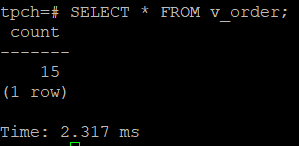 tpch=# SELECT * FROM v_order;
count
-------
15
(1 row)
Time: 2.317 ms